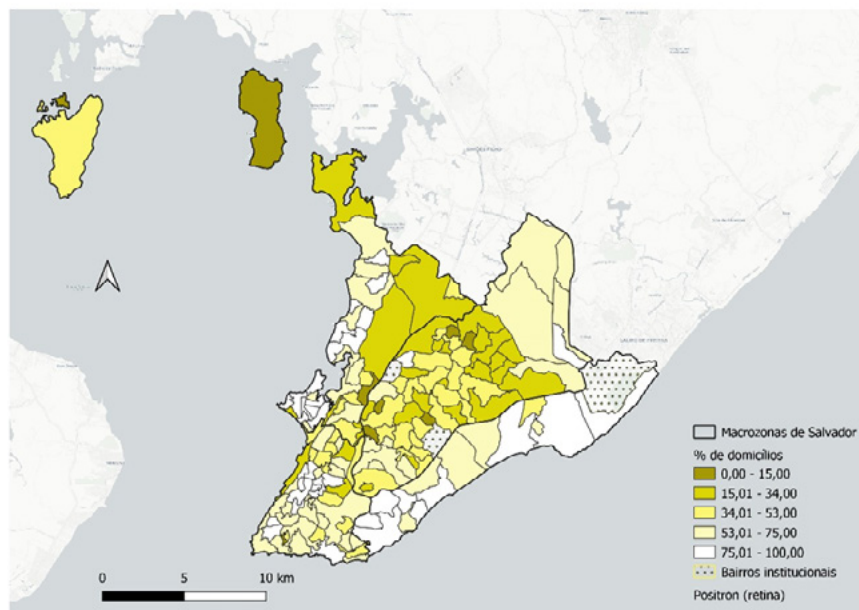 Macrozonas de Salvador
% de domicílios
0,00 - 15,00
15,01 - 34,00
34,01 - 53,00
53,01 - 75,00
75,01 - 100,00
Bairros institucionais
Positron (retina)
0 5 10 km